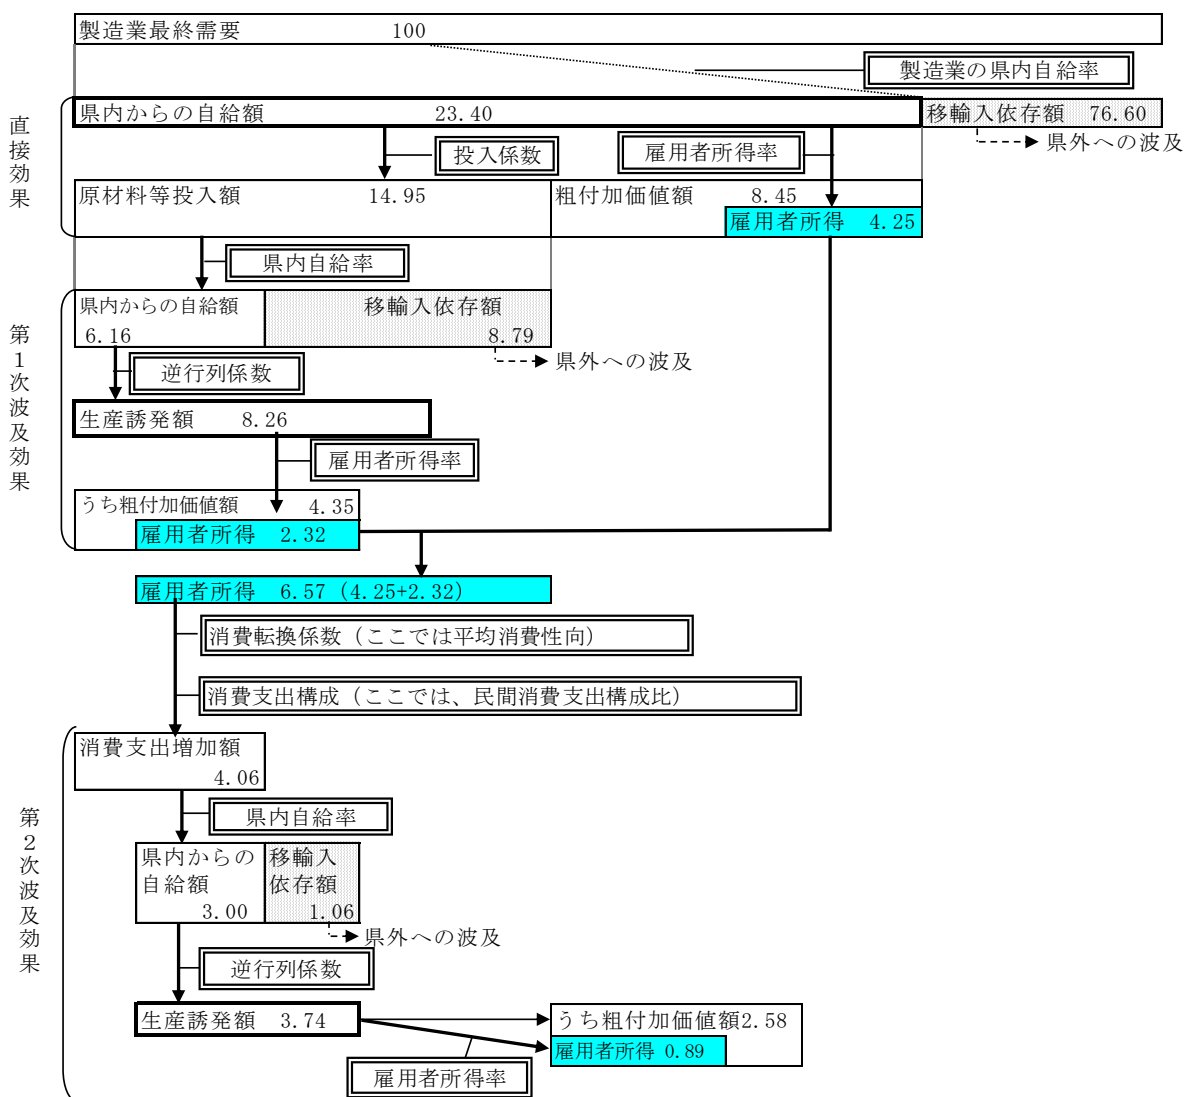 製造業最終需要 100
製造業の県内自給率
直接効果
県内からの自給額 23.40
移輸入依存額 76.60
県外への波及
投入係数
雇用者所得率
原材料等投入額 14.95
粗付加価値額 8.45
雇用者所得 4.25
県内自給率
第1次波及効果
県内からの自給額
6.16
移輸入依存額
8.79
県外への波及
逆行列係数
生産誘発額 8.26
雇用者所得率
うち粗付加価値額 4.35
雇用者所得 2.32
雇用者所得 6.57（4.25+2.32）
消費転換係数（ここでは平均消費性向）
消費支出構成（ここでは、民間消費支出構成比）
第2次波及効果
消費支出増加額
4.06
県内自給率
県内からの
自給額
3.00
移輸入
依存額
1.06
県外への波及
逆行列係数
生産誘発額 3.74
うち粗付加価値額2.58
雇用者所得 0.89
雇用者所得率